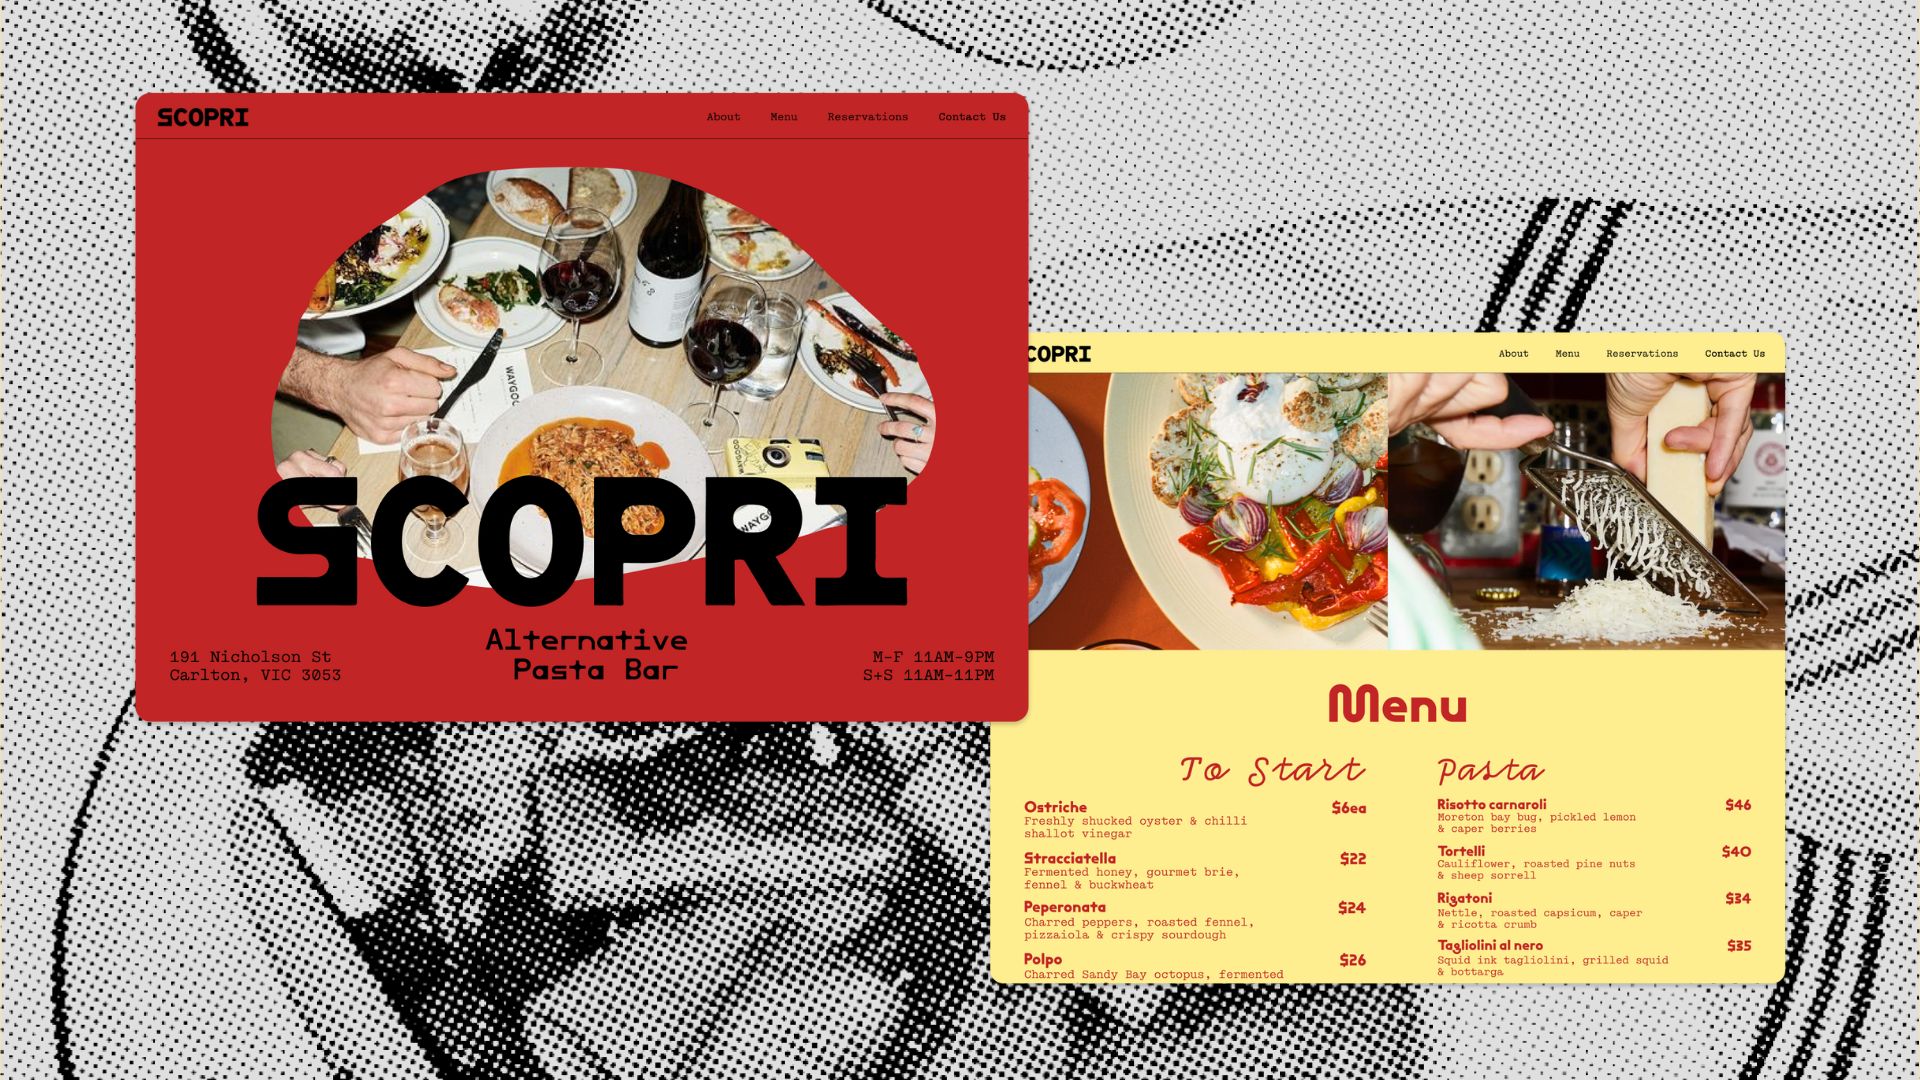 SCOPRI
About Menu Reservations Contact Us
WAYGOO
WAYGOOD
WAYGO
SCOPRI
Alternative
Pasta Bar
191 Nicholson St
Carlton, VIC 3053
M-F 11AM-9PM
S+S 11AM-11PM
COPRI
About Menu Reservations Contact Us
Menu
To Start
Ostriche $6ea
Freshly shucked oyster & chilli
shallot vinegar
Stracciatella $22
Fermented honey, gourmet brie,
fennel & buckwheat
Peperonata $24
Charred peppers, roasted fennel,
pizzaiola & crispy sourdough
Polpo $26
Charred Sandy Bay octopus, fermented
Pasta
Risotto carnaroli $46
Moreton bay bug, pickled lemon
& caper berries
Tortelli $40
Cauliflower, roasted pine nuts
& sheep sorrell
Rigatoni $34
Nettle, roasted capsicum, caper
& ricotta crumb
Tagliolini al nero $35
Squid ink tagliolini, grilled squid
& bottarga